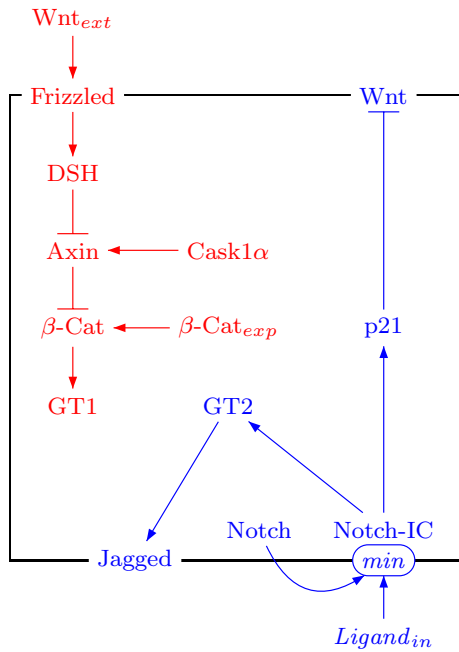 Wnt_ext
Frizzled Wnt
DSH
Axin Cask1α
β-Cat β-Cat_exp p21
GT1 GT2
Notch Notch-IC
Jagged min
Ligand_in